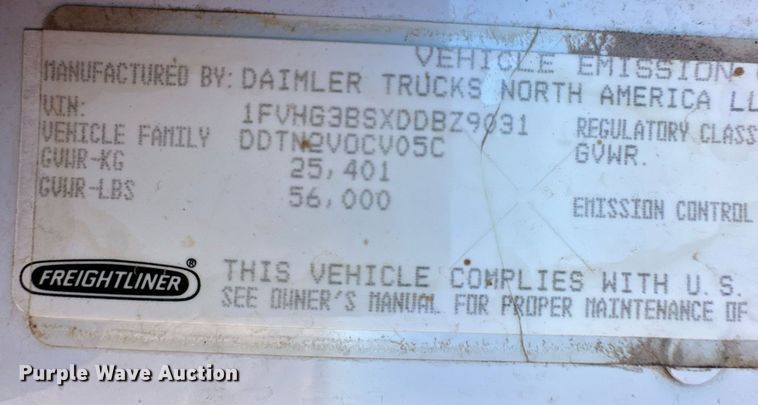 VEHICLE EMISSION
MANUFACTURED BY: DAIMLER TRUCKS NORTH AMERICA LL
VIN: 1FVHG3BSXDDBZ9031 REGULATORY CLASS
VEHICLE FAMILY DDTN2VOCV05C GVWR.
GVWR-KG 25,401
GVWR-LBS 56,000 EMISSION CONTROL
FREIGHTLINER® THIS VEHICLE COMPLIES WITH U.S.
SEE OWNER'S MANUAL FOR PROPER MAINTENANCE OF
Purple Wave Auction